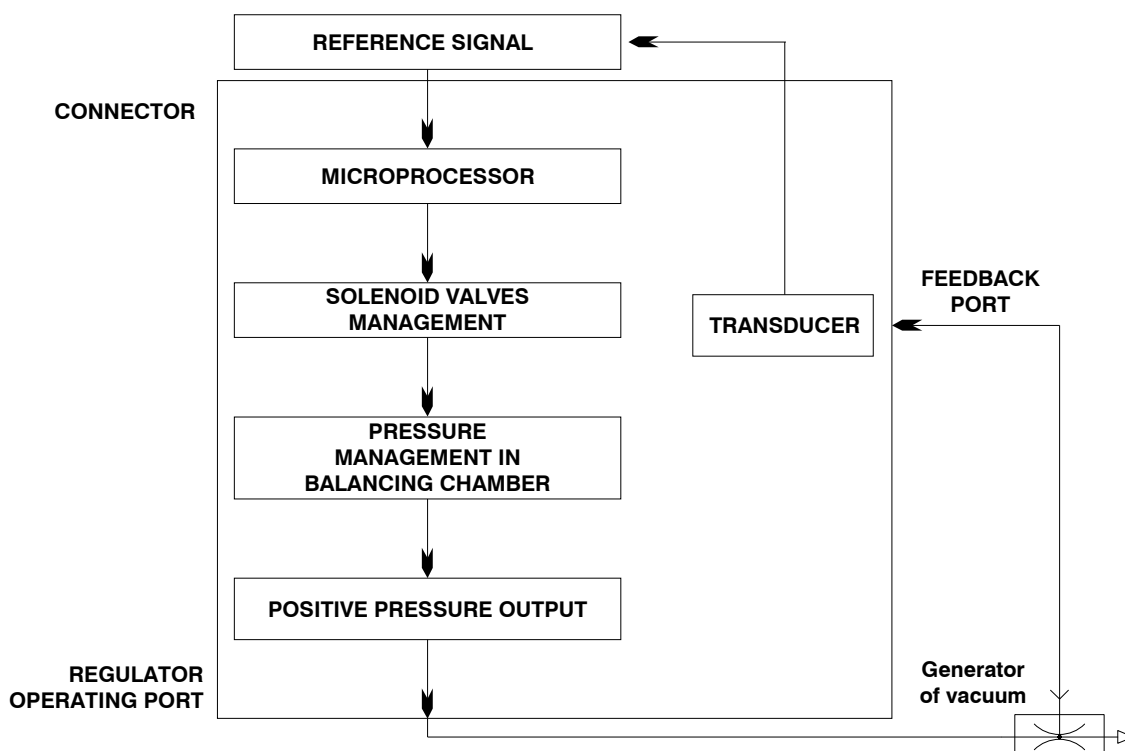 REFERENCE SIGNAL
CONNECTOR
MICROPROCESSOR
SOLENOID VALVES
MANAGEMENT
TRANSDUCER
FEEDBACK
PORT
PRESSURE
MANAGEMENT IN
BALANCING CHAMBER
POSITIVE PRESSURE OUTPUT
REGULATOR
OPERATING PORT
Generator
of vacuum